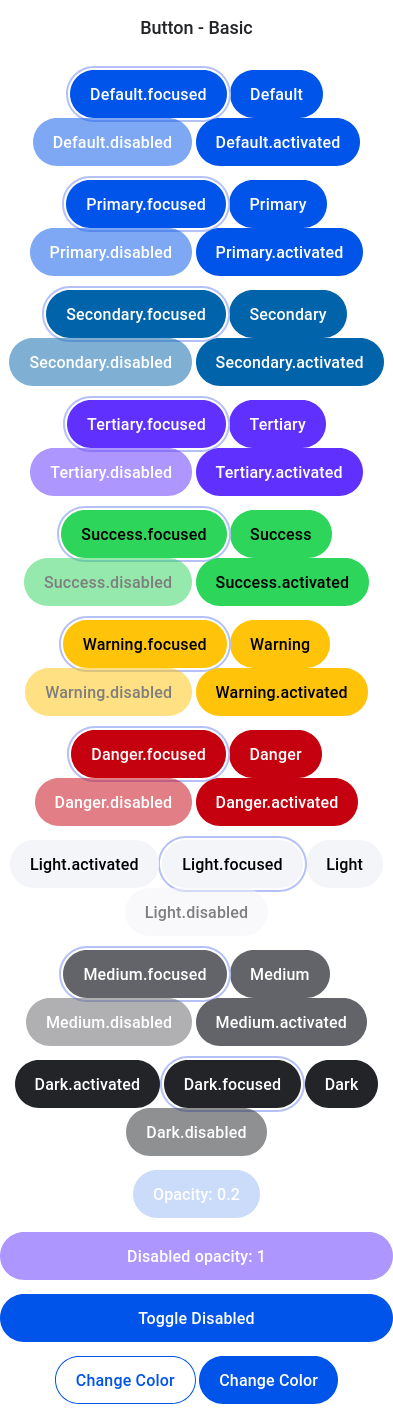 Button - Basic
Default.focused Default
Default.disabled Default.activated
Primary.focused Primary
Primary.disabled Primary.activated
Secondary.focused Secondary
Secondary.disabled Secondary.activated
Tertiary.focused Tertiary
Tertiary.disabled Tertiary.activated
Success.focused Success
Success.disabled Success.activated
Warning.focused Warning
Warning.disabled Warning.activated
Danger.focused Danger
Danger.disabled Danger.activated
Light.activated Light.focused Light
Light.disabled
Medium.focused Medium
Medium.disabled Medium.activated
Dark.activated Dark.focused Dark
Dark.disabled
Opacity: 0.2
Disabled opacity: 1
Toggle Disabled
Change Color Change Color